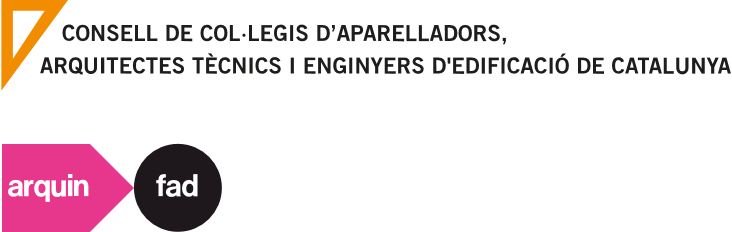 CONSELL DE COL·LEGIS D’APARELLADORS,
ARQUITECTES TÈCNICS I ENGINYERS D'EDIFICACIÓ DE CATALUNYA
arquin fad